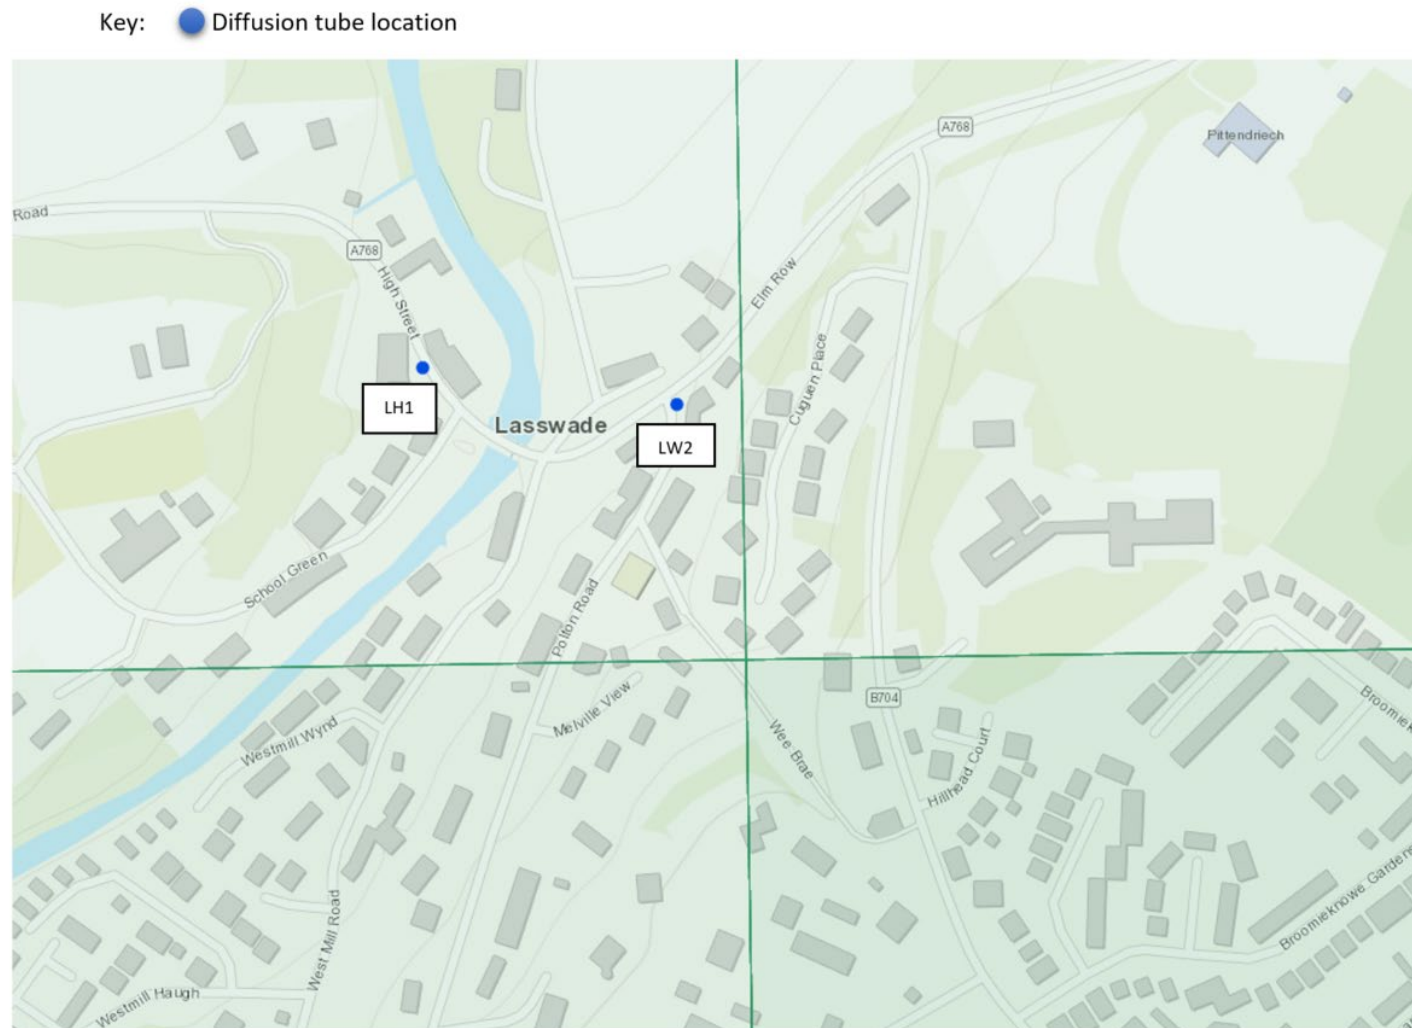 Key: Diffusion tube location
A768
Pittendriech
Road
A768
High Street
Elm Row
Cuguen Place
LH1
Lasswade
LW2
School Green
Polton Road
Melville View
B704
Westmill Wynd
Wee Brae
Hillhead Court
Broomiek
West Mill Road
Broomieknowe Gardens
Westmill Haugh